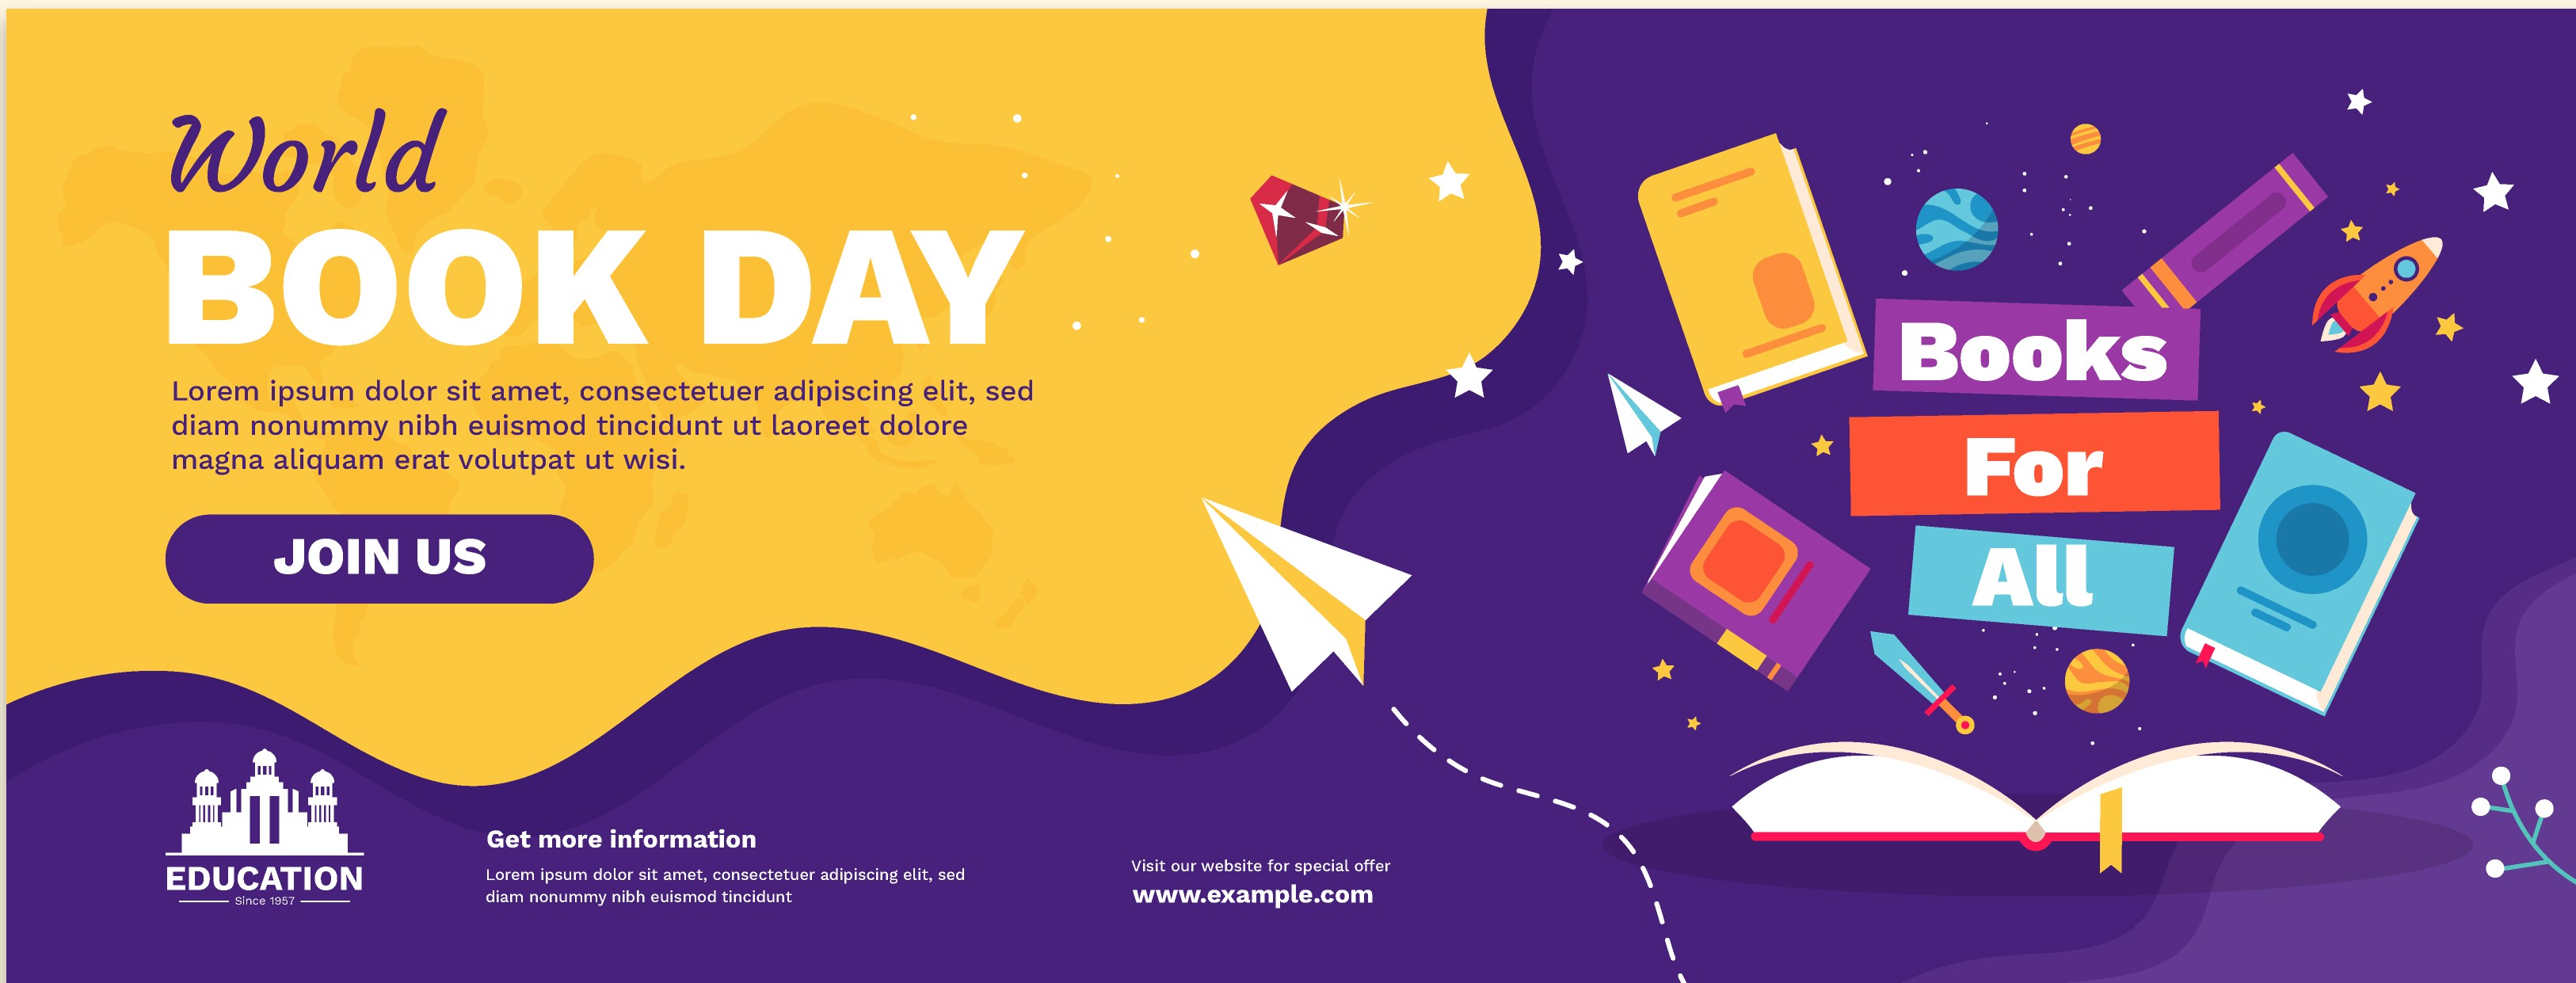 World
BOOK DAY
Lorem ipsum dolor sit amet, consectetuer adipiscing elit, sed
diam nonummy nibh euismod tincidunt ut laoreet dolore
magna aliquam erat volutpat ut wisi.
JOIN US
Books
For
All
EDUCATION
Since 1957
Get more information
Lorem ipsum dolor sit amet, consectetuer adipiscing elit, sed
diam nonummy nibh euismod tincidunt
Visit our website for special offer
www.example.com